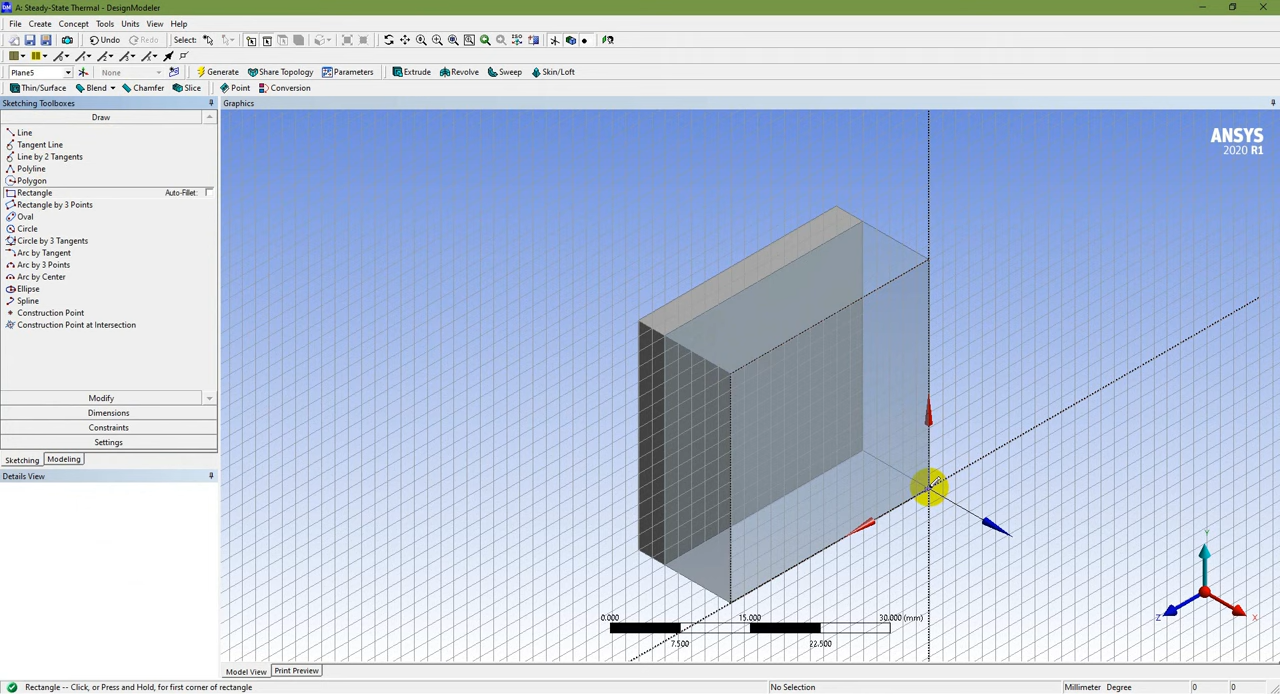 A: Steady-State Thermal - DesignModeler
File Create Concept Tools Units View Help
Undo Redo Select:
Plane5 None Generate Share Topology Parameters Extrude Revolve Sweep Skin/Loft
Thin/Surface Blend Chamfer Slice Point Conversion
Sketching Toolboxes
Graphics
Draw
Line
Tangent Line
Line by 2 Tangents
Polyline
Polygon
Rectangle Auto-Fillet:
Rectangle by 3 Points
Oval
Circle
Circle by 3 Tangents
Arc by Tangent
Arc by 3 Points
Arc by Center
Ellipse
Spline
Construction Point
Construction Point at Intersection
Modify
Dimensions
Constraints
Settings
Sketching Modeling
Details View
ANSYS
2020 R1
Y
Z X
0.000 15.000 30.000 (mm)
7.500 22.500
Model View Print Preview
Rectangle -- Click, or Press and Hold, for first corner of rectangle No Selection Millimeter Degree 0 0